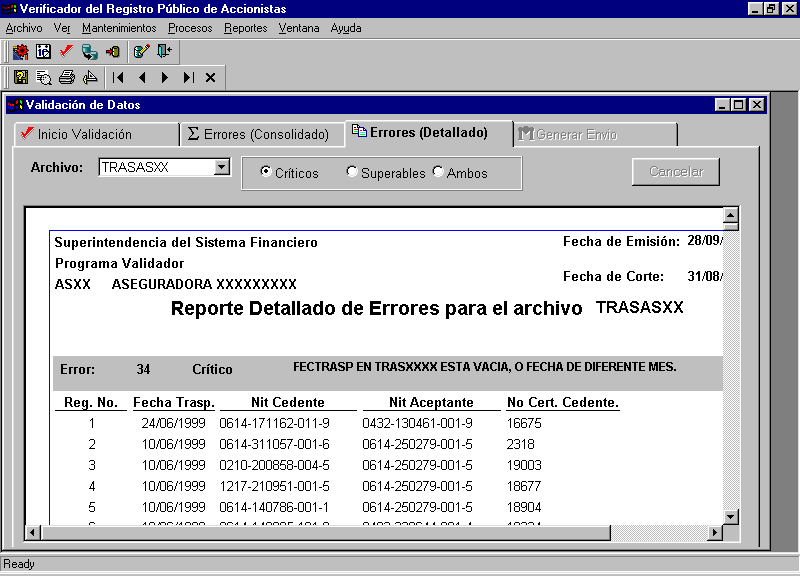 Verificador del Registro Público de Accionistas
Archivo Ver Mantenimientos Procesos Reportes Ventana Ayuda
Validación de Datos
Inicio Validación Errores (Consolidado) Errores (Detallado) Generar Envio
Archivo: TRASASXX Críticos Superables Ambos Cancelar
Superintendencia del Sistema Financiero Fecha de Emisión: 28/09/
Programa Validador
ASXX ASEGURADORA XXXXXXXXX Fecha de Corte: 31/08/
Reporte Detallado de Errores para el archivo TRASASXX
Error: 34 Crítico FECTRASP EN TRASXXXX ESTA VACIA, O FECHA DE DIFERENTE MES.
Reg. No. Fecha Trasp. Nit Cedente Nit Aceptante No Cert. Cedente.
1 24/06/1999 0614-171162-011-9 0432-130461-001-9 16675
2 10/06/1999 0614-311057-001-6 0614-250279-001-5 2318
3 10/06/1999 0210-200858-004-5 0614-250279-001-5 19003
4 10/06/1999 1217-210951-001-5 0614-250279-001-5 18677
5 10/06/1999 0614-140786-001-1 0614-250279-001-5 18904
Ready